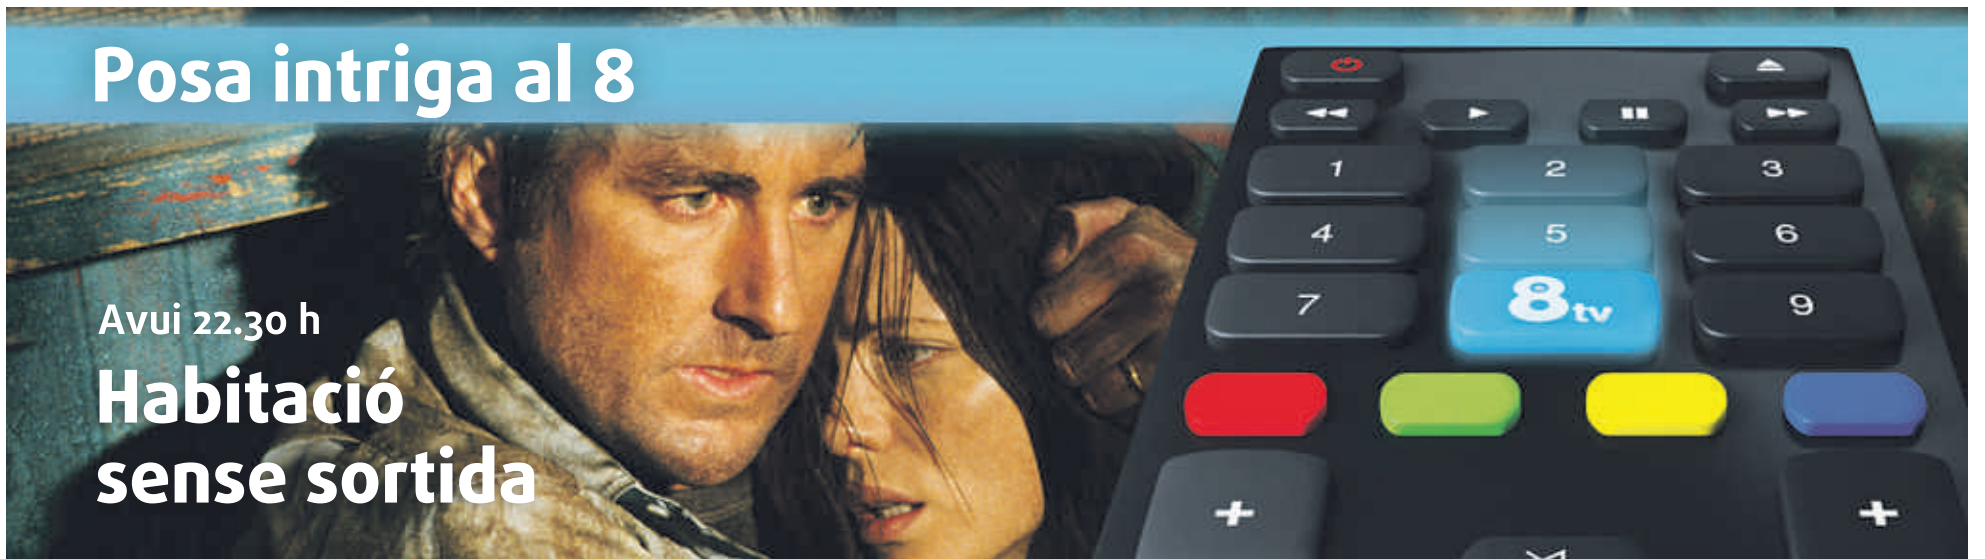 Posa intriga al 8
Avui 22.30 h
Habitació
sense sortida
1 2 3
4 5 6
7 8tv 9
+ +